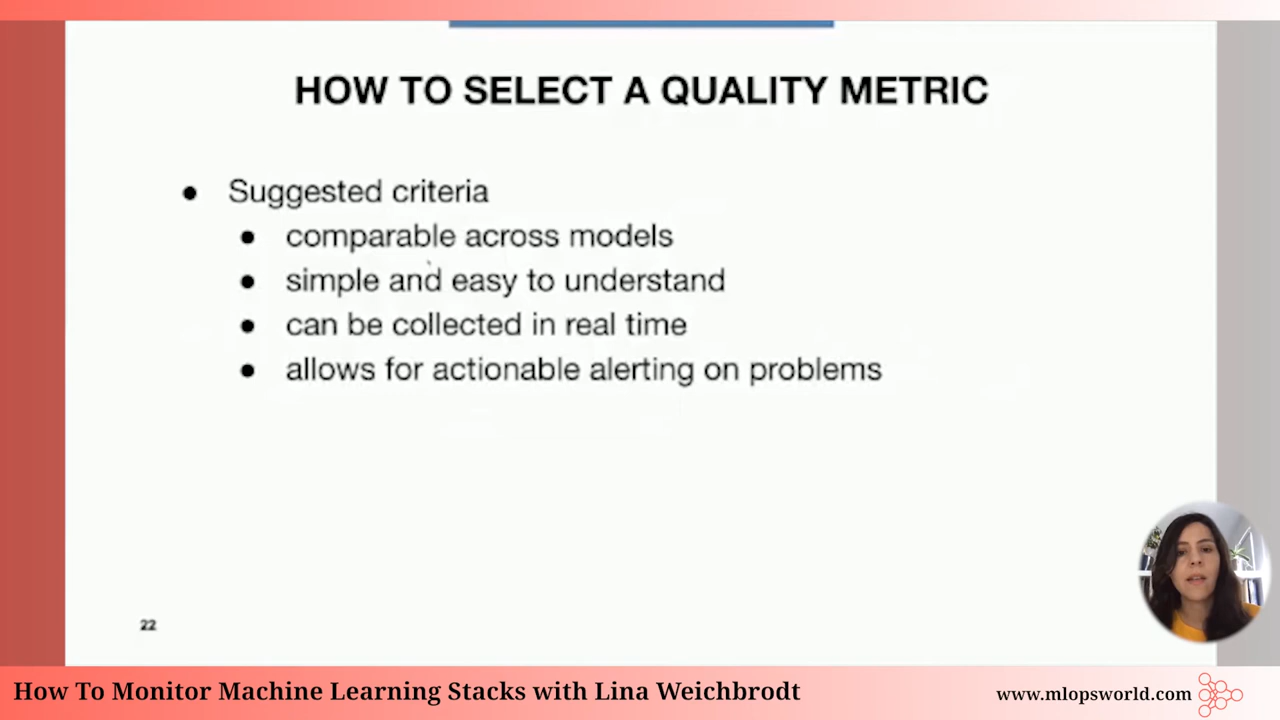 HOW TO SELECT A QUALITY METRIC
● Suggested criteria
● comparable across models
● simple and easy to understand
● can be collected in real time
● allows for actionable alerting on problems
22
How To Monitor Machine Learning Stacks with Lina Weichbrodt
www.mlopsworld.com